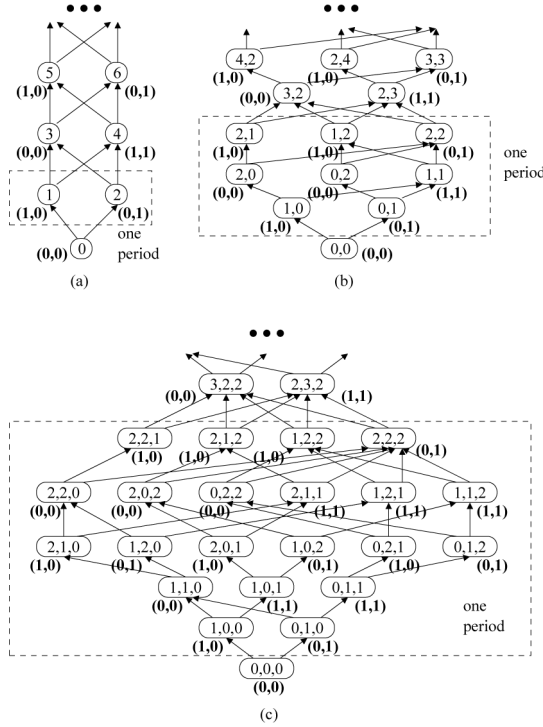 5 6
(1,0) (0,1)
3 4
(0,0) (1,1)
1 2
(1,0) (0,1)
one
period
0
(0,0)
(a)
4,2 2,4 3,3
(1,0) (1,0) (0,1)
3,2 2,3
(0,0) (1,1)
2,1 1,2 2,2
(1,0) (1,0) (0,1)
one
period
2,0 0,2 1,1
(0,0) (0,0) (1,1)
1,0 0,1
(1,0) (0,1)
0,0 (0,0)
(b)
3,2,2 2,3,2
(0,0) (1,1)
2,2,1 2,1,2 1,2,2 2,2,2
(1,0) (1,0) (1,0) (0,1)
2,2,0 2,0,2 0,2,2 2,1,1 1,2,1 1,1,2
(0,0) (0,0) (0,0) (1,1) (1,1) (1,1)
2,1,0 1,2,0 2,0,1 1,0,2 0,2,1 0,1,2
(1,0) (0,1) (1,0) (0,1) (1,0) (0,1)
1,1,0 1,0,1 0,1,1
(0,0) (1,1) (1,1)
one
period
1,0,0 0,1,0
(1,0) (0,1)
0,0,0
(0,0)
(c)